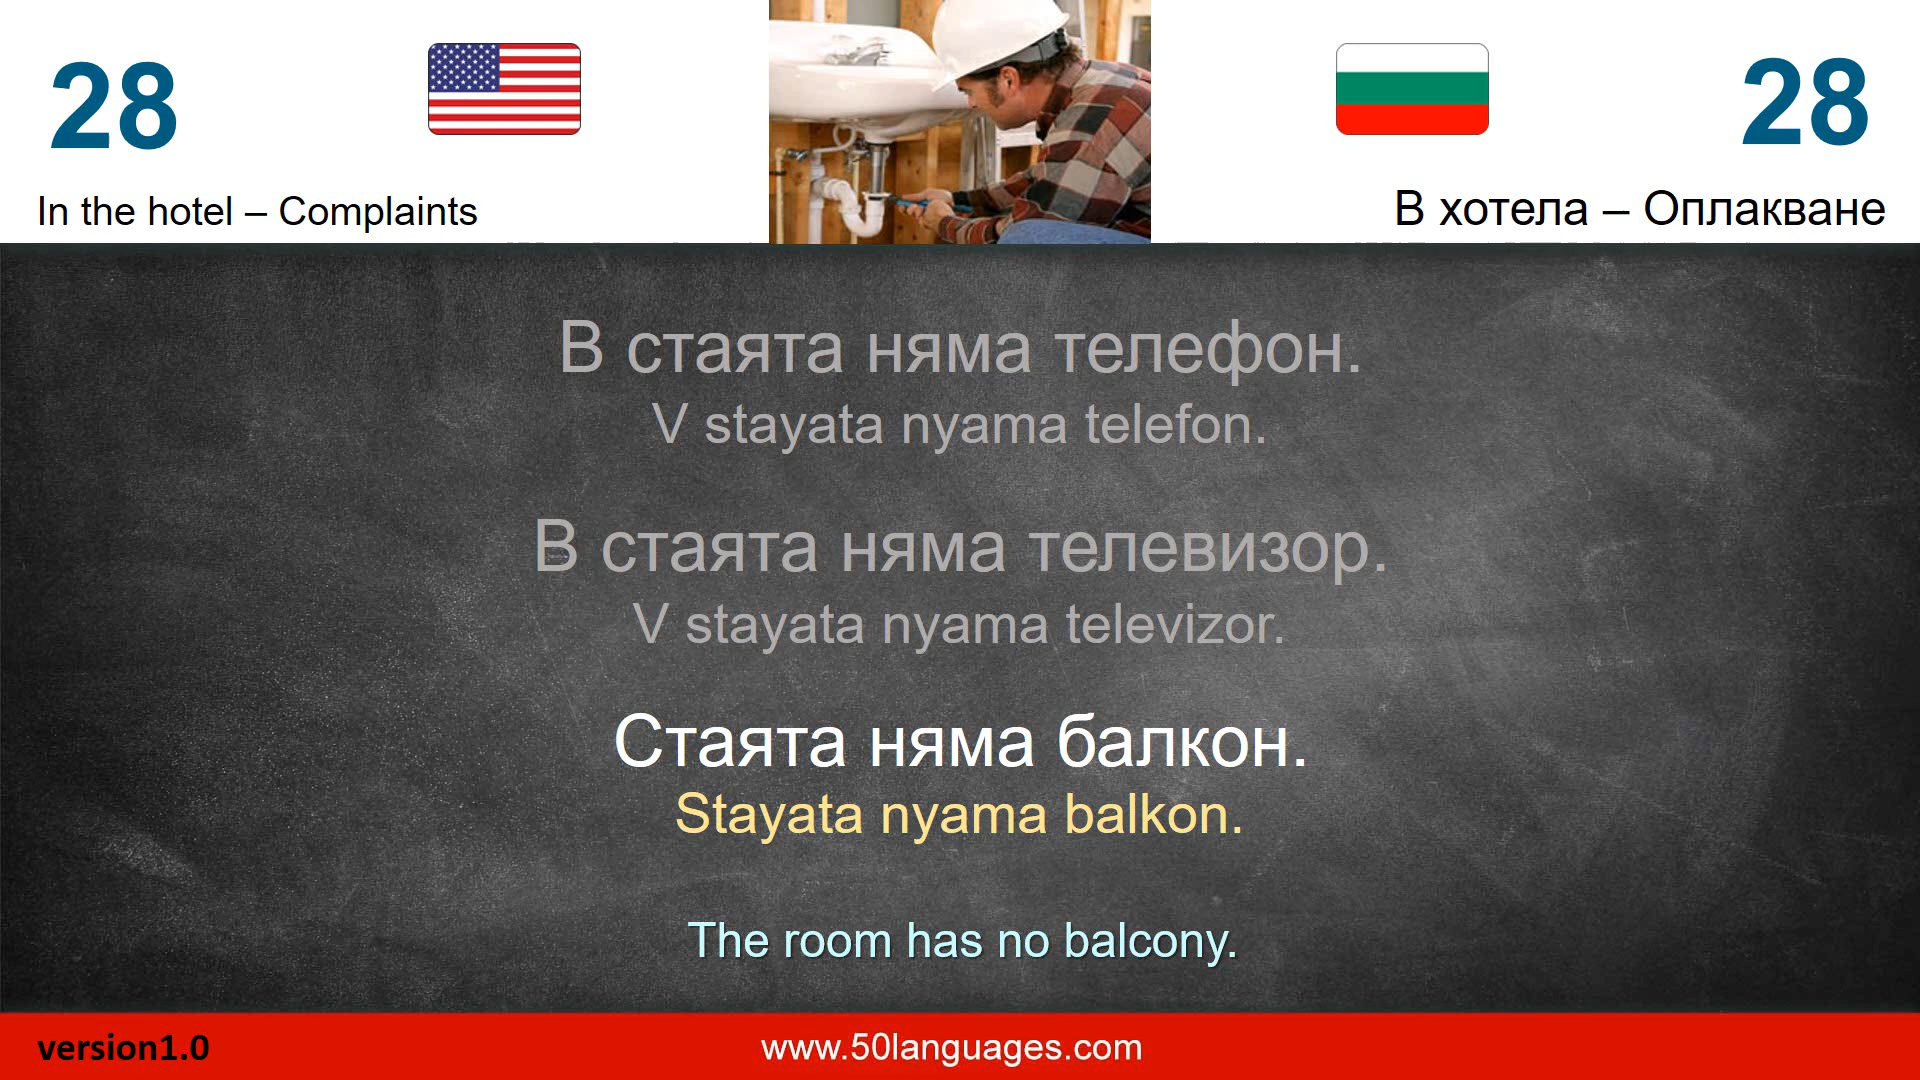 28
28
In the hotel – Complaints
В хотела – Оплакване
В стаята няма телефон.
V stayata nyama telefon.
В стаята няма телевизор.
V stayata nyama televizor.
Стаята няма балкон.
Stayata nyama balkon.
The room has no balcony.
version1.0
www.50languages.com